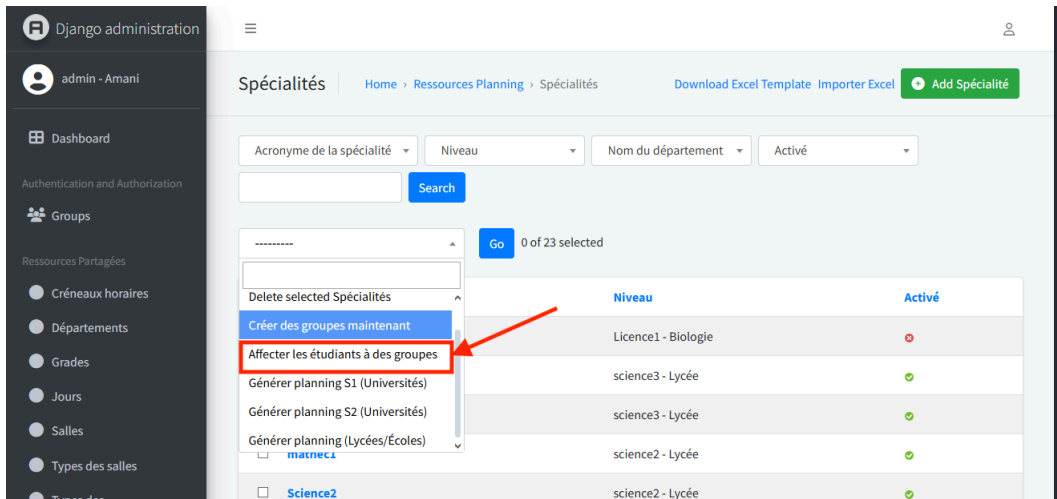 Django administration
admin - Amani
Spécialités
Home › Ressources Planning › Spécialités
Download Excel Template Importer Excel
Add Spécialité
Dashboard
Authentication and Authorization
Groups
Ressources Partagées
Créneaux horaires
Départements
Grades
Jours
Salles
Types des salles
Acronyme de la spécialité
Niveau
Nom du département
Activé
Search
---------
Go
0 of 23 selected
Delete selected Spécialités
Créer des groupes maintenant
Affecter les étudiants à des groupes
Générer planning S1 (Universités)
Générer planning S2 (Universités)
Générer planning (Lycées/Écoles)
Niveau Activé
Licence1 - Biologie
science3 - Lycée
science3 - Lycée
mathec1 science2 - Lycée
Science2 science2 - Lycée